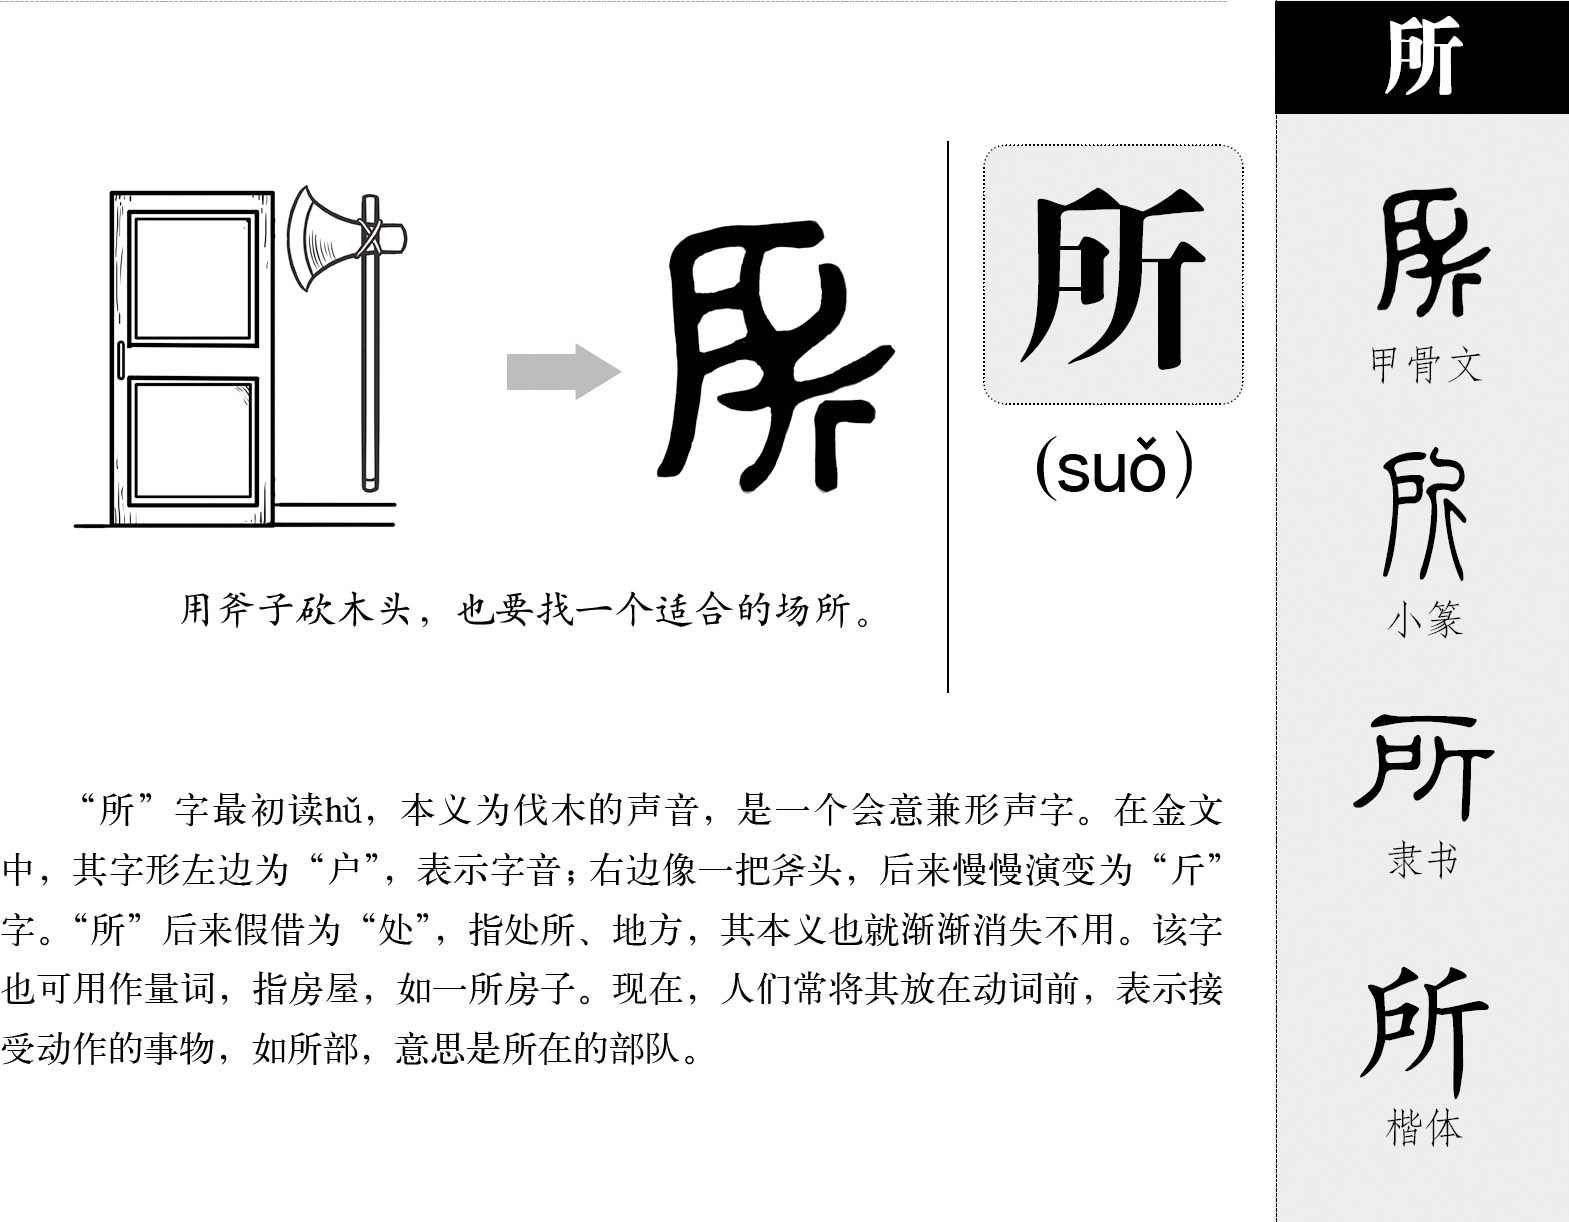 所
所
(suǒ)
用斧子砍木头，也要找一个适合的场所。
“所”字最初读hǔ，本义为伐木的声音，是一个会意兼形声字。在金文
中，其字形左边为“户”，表示字音；右边像一把斧头，后来慢慢演变为“斤”
字。“所”后来假借为“处”，指处所、地方，其本义也就渐渐消失不用。该字
也可用作量词，指房屋，如一所房子。现在，人们常将其放在动词前，表示接
受动作的事物，如所部，意思是所在的部队。
所
甲骨文
所
小篆
所
隶书
所
楷体